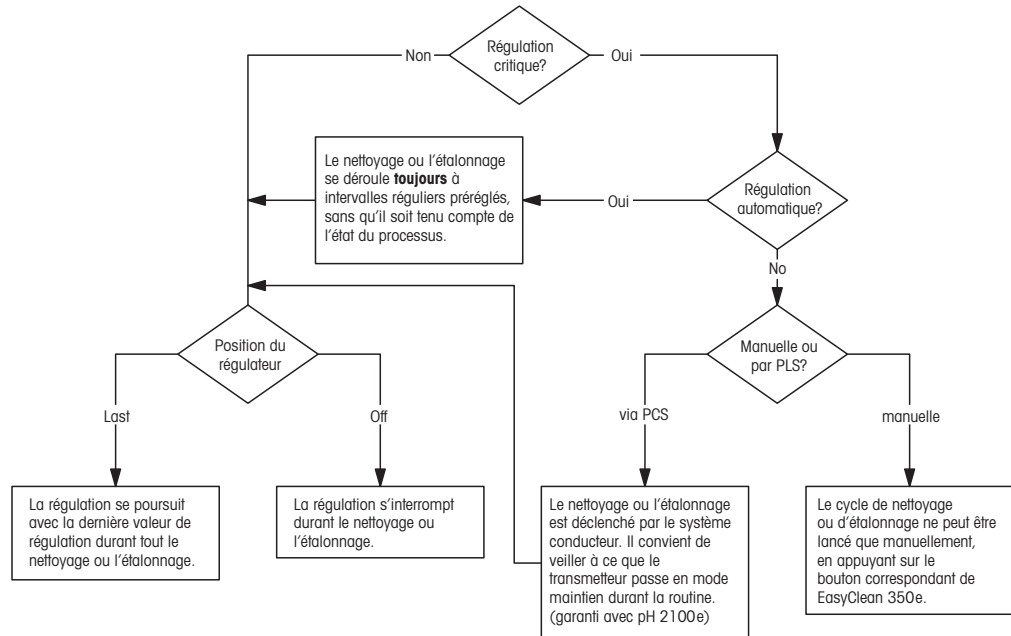 Régulation
critique?
Non
Oui
Le nettoyage ou l'étalonnage
se déroule toujours à
intervalles réguliers préréglés,
sans qu'il soit tenu compte de
l'état du processus.
Oui
Régulation
automatique?
No
Position du
régulateur
Manuelle ou
par PLS?
Last
Off
via PCS
manuelle
La régulation se poursuit
avec la dernière valeur de
régulation durant tout le
nettoyage ou l'étalonnage.
La régulation s'interrompt
durant le nettoyage ou
l'étalonnage.
Le nettoyage ou l'étalonnage
est déclenché par le système
conducteur. Il convient de
veiller à ce que le
transmetteur passe en mode
maintien durant la routine.
(garanti avec pH 2100e)
Le cycle de nettoyage
ou d'étalonnage ne peut être
lancé que manuellement,
en appuyant sur le
bouton correspondant de
EasyClean 350e.